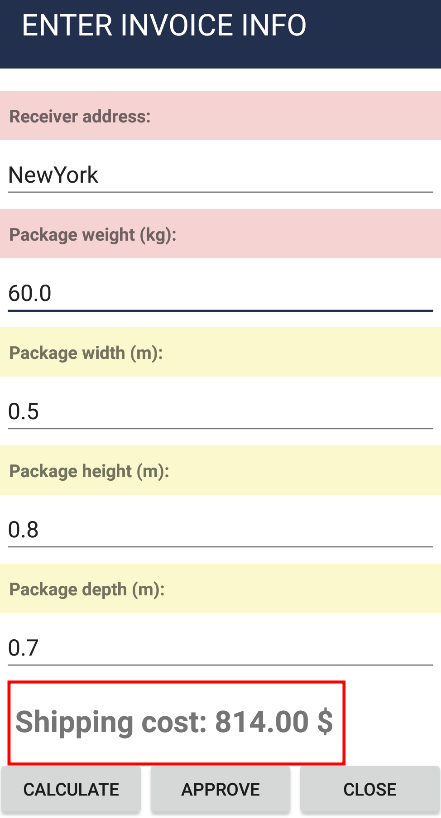 ENTER INVOICE INFO
Receiver address:
NewYork
Package weight (kg):
60.0
Package width (m):
0.5
Package height (m):
0.8
Package depth (m):
0.7
Shipping cost: 814.00 $
CALCULATE APPROVE CLOSE